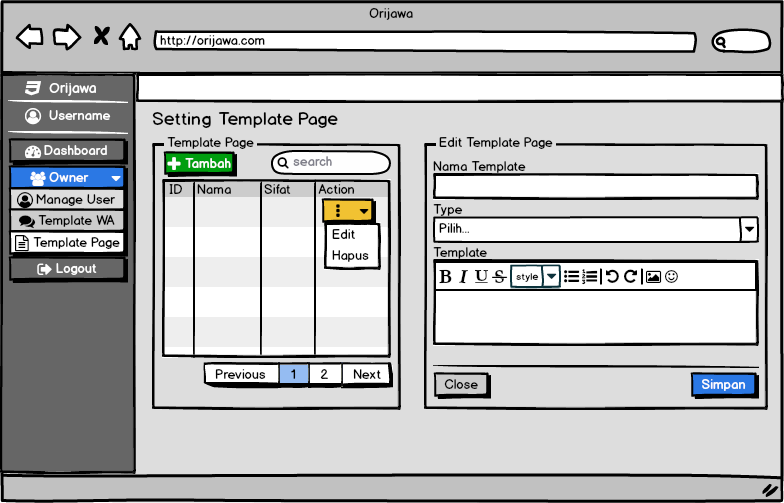 Orijawa
http://orijawa.com
Orijawa
Username
Dashboard
Owner
Manage User
Template WA
Template Page
Logout
Setting Template Page
Template Page
Tambah
search
ID Nama Sifat Action
Edit
Hapus
Previous 1 2 Next
Edit Template Page
Nama Template
Type
Pilih...
Template
B I U S style
Close Simpan